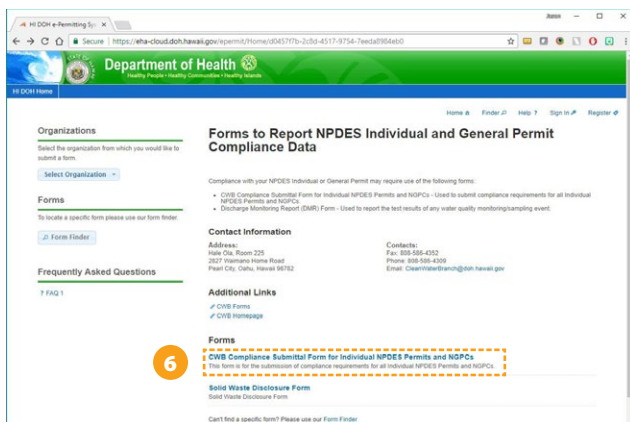 HI DOH e-Permitting Sys
Secure | https://eha-cloud.doh.hawaii.gov/epermit/Home/d0457f7b-2c8d-4517-9754-7eeda8984eb0
Department of Health
Healthy People • Healthy Communities • Healthy Islands
HI DOH Home
Home Finder Help ? Sign In Register
Organizations
Select the organization from which you would like to
submit a form.
Select Organization
Forms
To locate a specific form please use our form finder.
Form Finder
Frequently Asked Questions
? FAQ 1
Forms to Report NPDES Individual and General Permit
Compliance Data
Compliance with your NPDES Individual or General Permit may require use of the following forms:
• CWB Compliance Submittal Form for Individual NPDES Permits and NGPCs - Used to submit compliance requirements for all Individual
NPDES Permits and NGPCs.
• Discharge Monitoring Report (DMR) Form - Used to report the test results of any water quality monitoring/sampling event.
Contact Information
Address:
Hale Ola, Room 225
2827 Waimano Home Road
Pearl City, Oahu, Hawaii 96782
Contacts:
Fax: 808-586-4352
Phone: 808-586-4309
Email: CleanWaterBranch@doh.hawaii.gov
Additional Links
CWB Forms
CWB Homepage
Forms
6
CWB Compliance Submittal Form for Individual NPDES Permits and NGPCs
This form is for the submission of compliance requirements for all Individual NPDES Permits and NGPCs.
Solid Waste Disclosure Form
Solid Waste Disclosure Form
Can't find a specific form? Please use our Form Finder